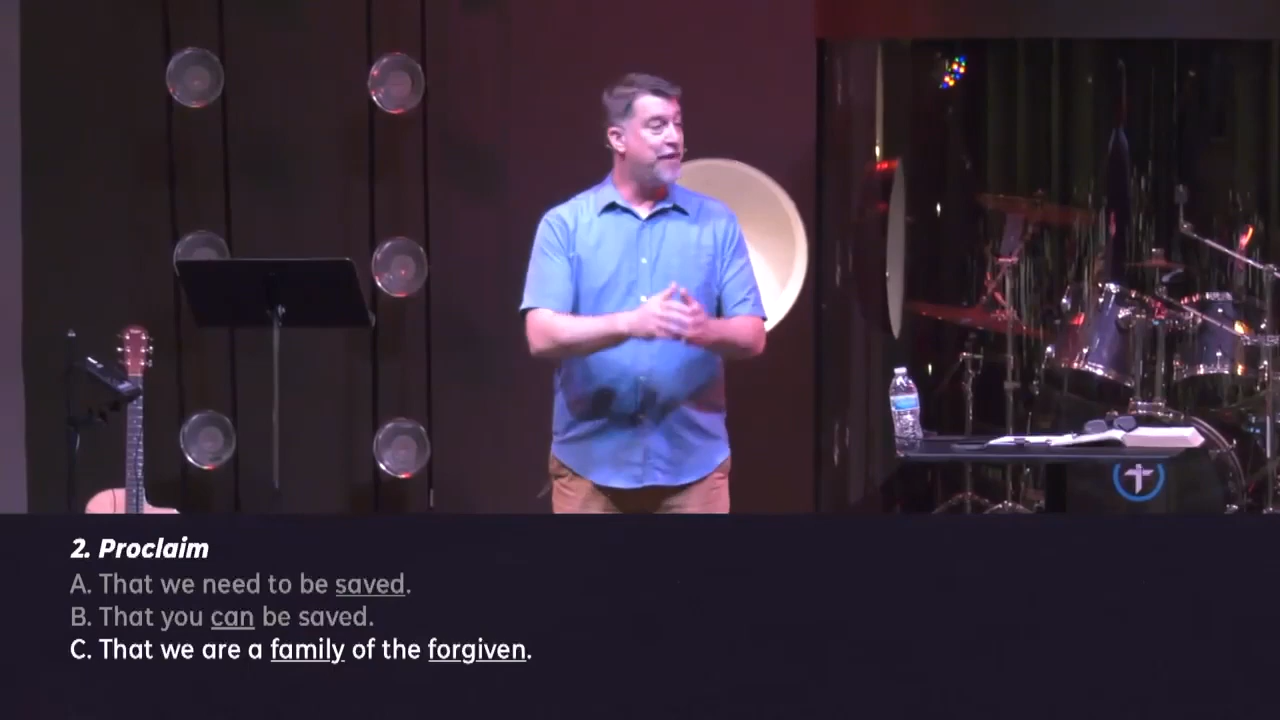 2. Proclaim
A. That we need to be saved.
B. That you can be saved.
C. That we are a family of the forgiven.